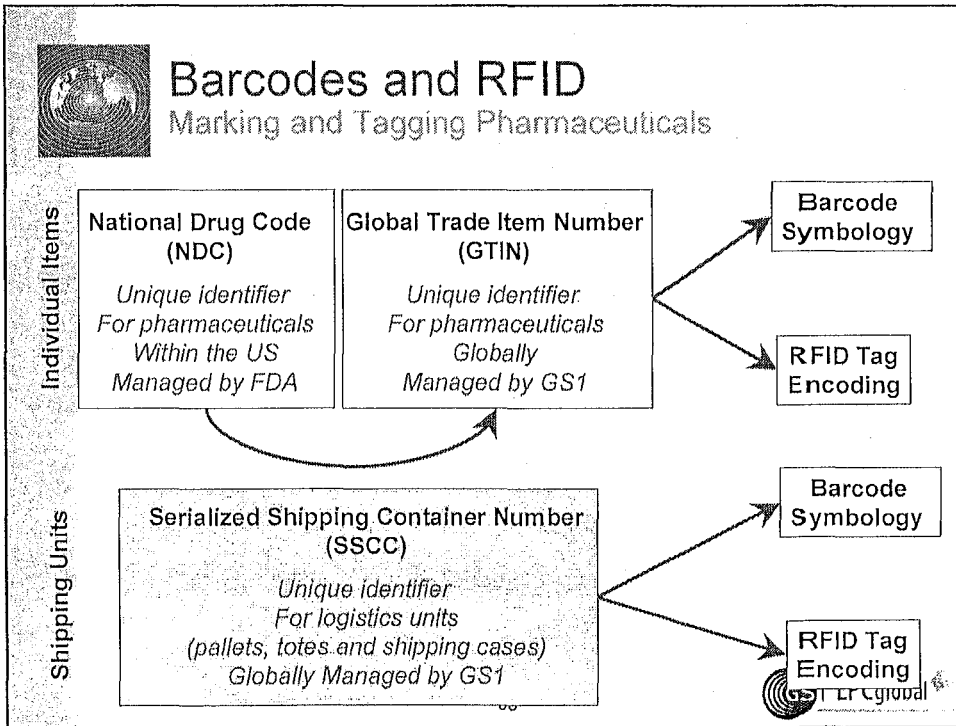 Barcodes and RFID
Marking and Tagging Pharmaceuticals
Individual Items
National Drug Code
(NDC)
Unique identifier
For pharmaceuticals
Within the US
Managed by FDA
Global Trade Item Number
(GTIN)
Unique identifier
For pharmaceuticals
Globally
Managed by GS1
Barcode
Symbology
RFID Tag
Encoding
Shipping Units
Serialized Shipping Container Number
(SSCC)
Unique identifier
For logistics units
(pallets, totes and shipping cases)
Globally Managed by GS1
Barcode
Symbology
RFID Tag
Encoding
EPCglobal